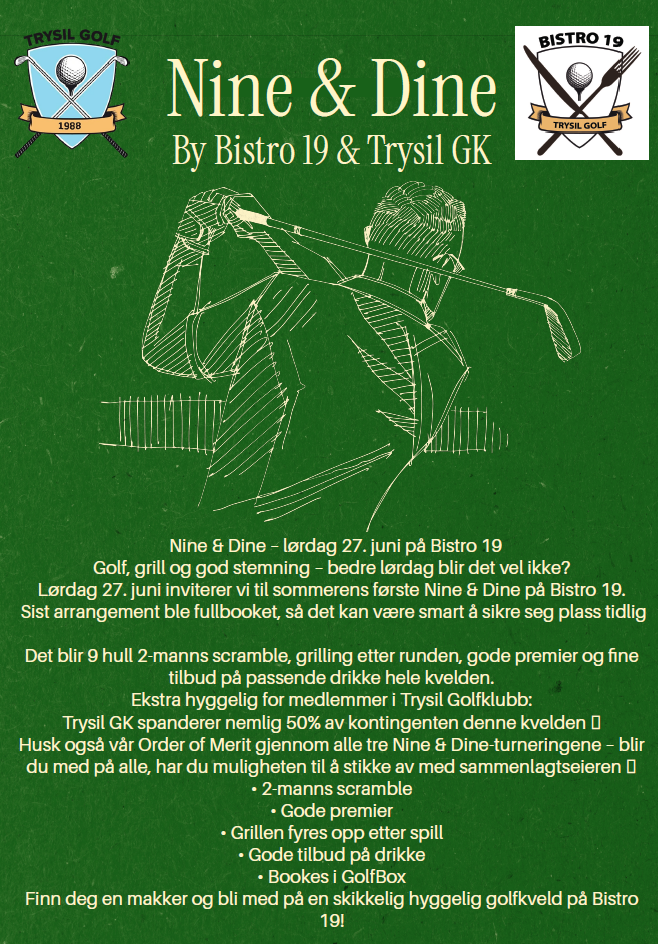 TRYSIL GOLF
1988
BISTRO 19
TRYSIL GOLF
Nine & Dine
By Bistro 19 & Trysil GK
Nine & Dine – lørdag 27. juni på Bistro 19
Golf, grill og god stemning – bedre lørdag blir det vel ikke?
Lørdag 27. juni inviterer vi til sommerens første Nine & Dine på Bistro 19.
Sist arrangement ble fullbooket, så det kan være smart å sikre seg plass tidlig
Det blir 9 hull 2-manns scramble, grilling etter runden, gode premier og fine
tilbud på passende drikke hele kvelden.
Ekstra hyggelig for medlemmer i Trysil Golfklubb:
Trysil GK spanderer nemlig 50% av kontingenten denne kvelden ▯
Husk også vår Order of Merit gjennom alle tre Nine & Dine-turneringene – blir
du med på alle, har du muligheten til å stikke av med sammenlagtseieren ▯
• 2-manns scramble
• Gode premier
• Grillen fyres opp etter spill
• Gode tilbud på drikke
• Bookes i GolfBox
Finn deg en makker og bli med på en skikkelig hyggelig golfkveld på Bistro
19!